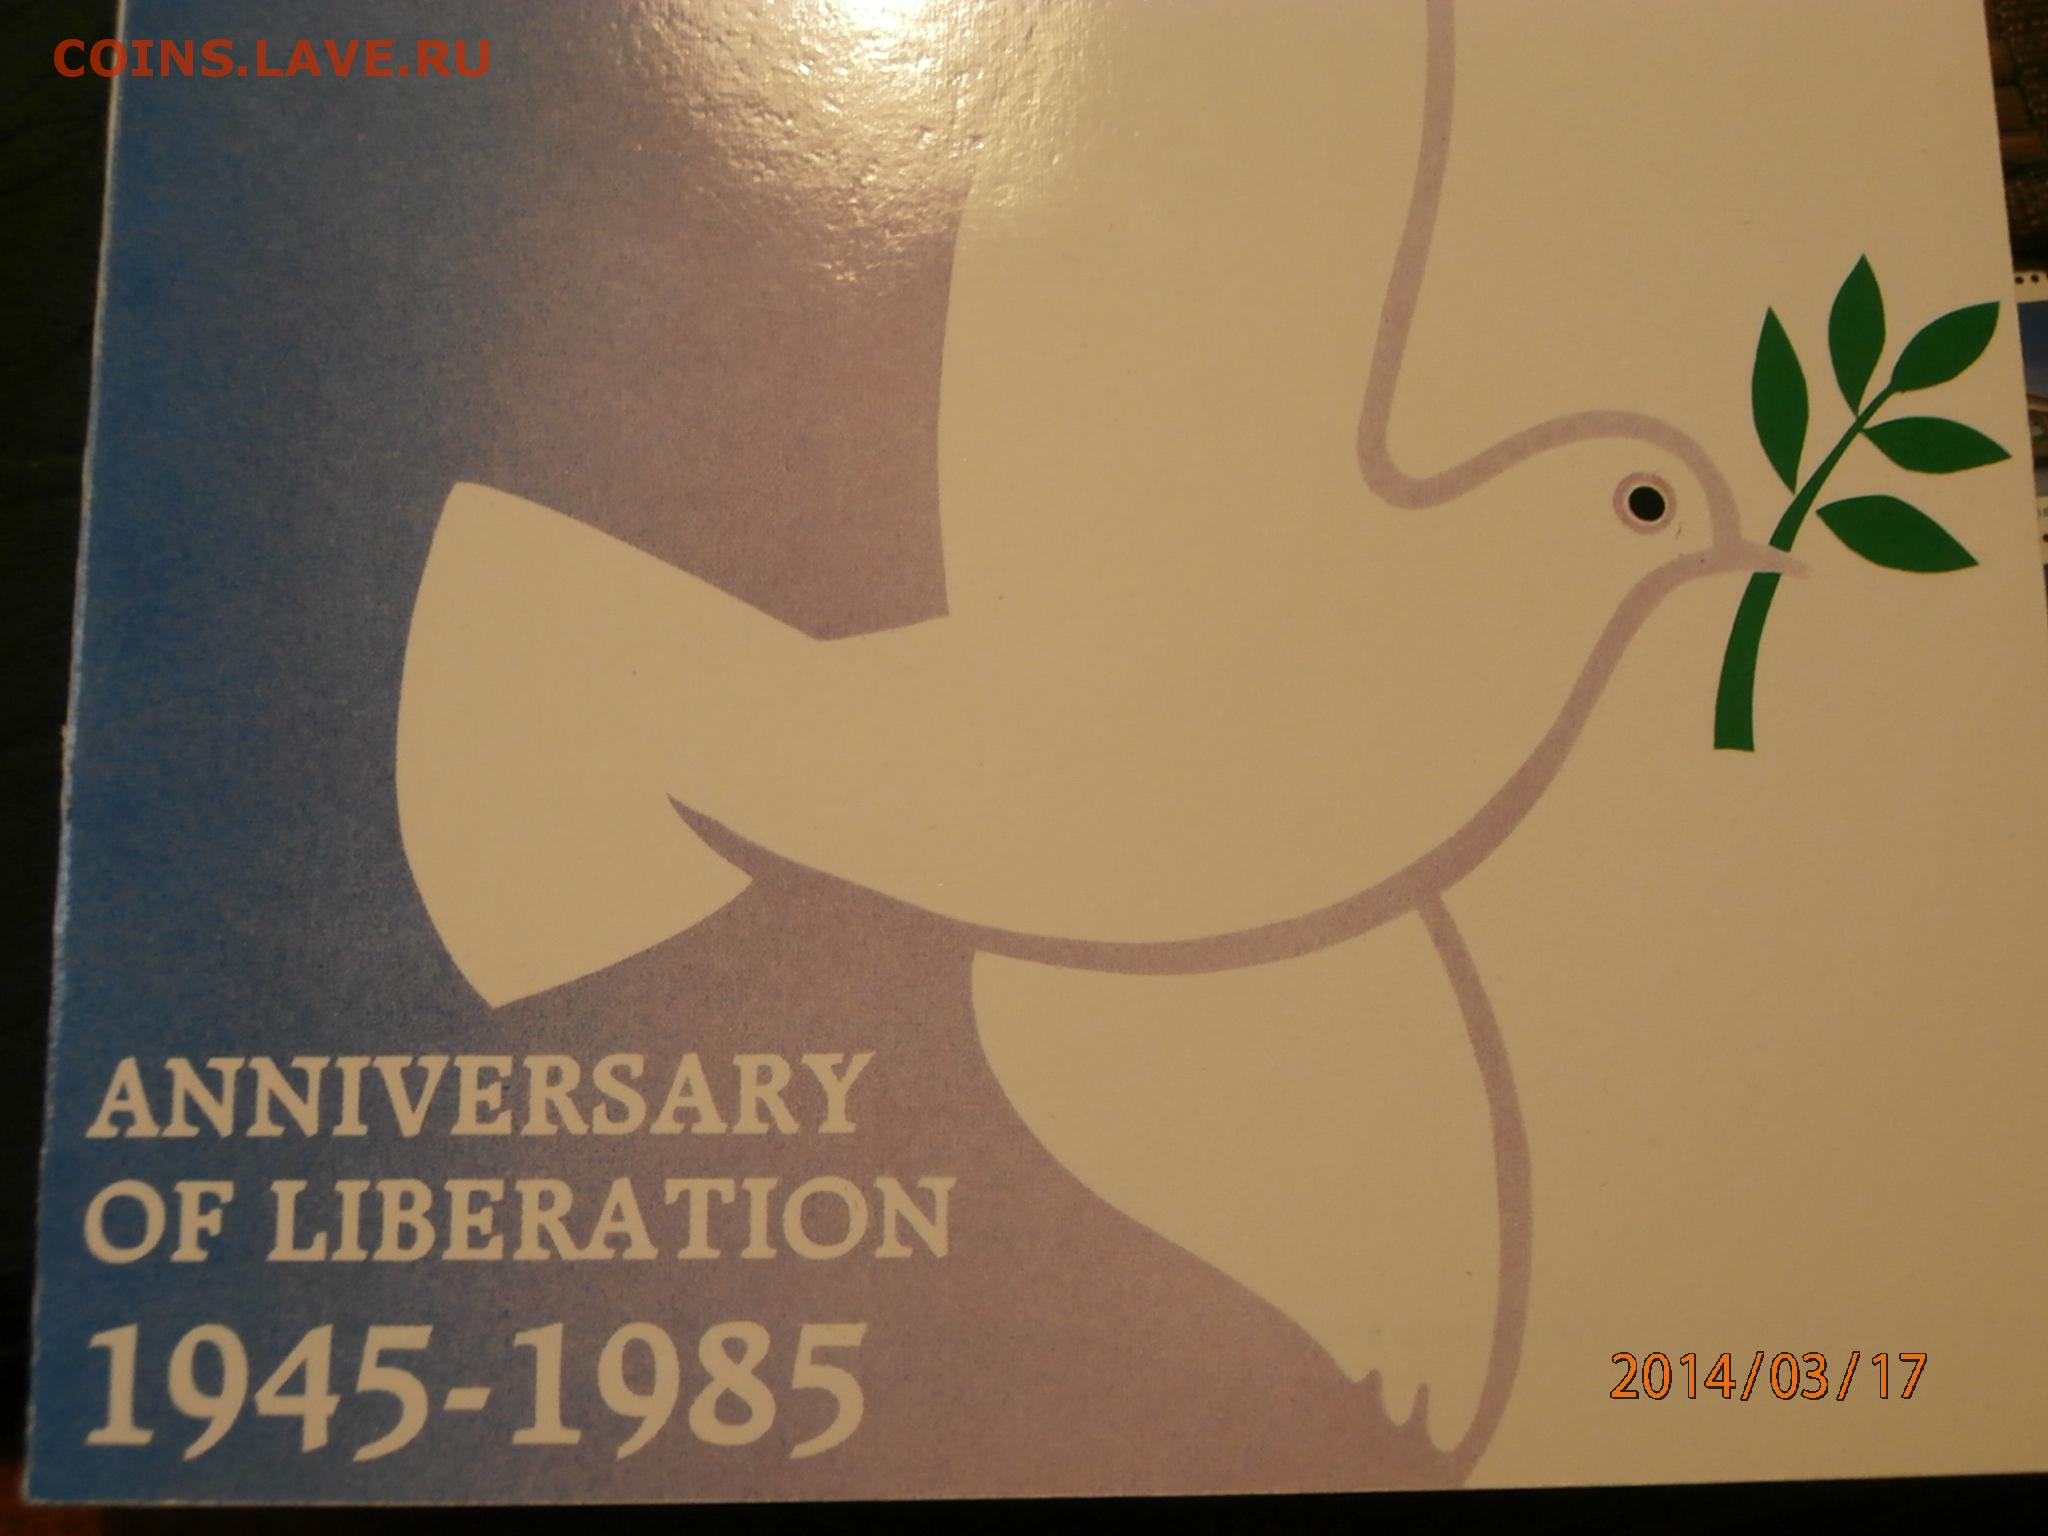 COINS.LAVE.RU
ANNIVERSARY
OF LIBERATION
1945-1985
2014/03/17